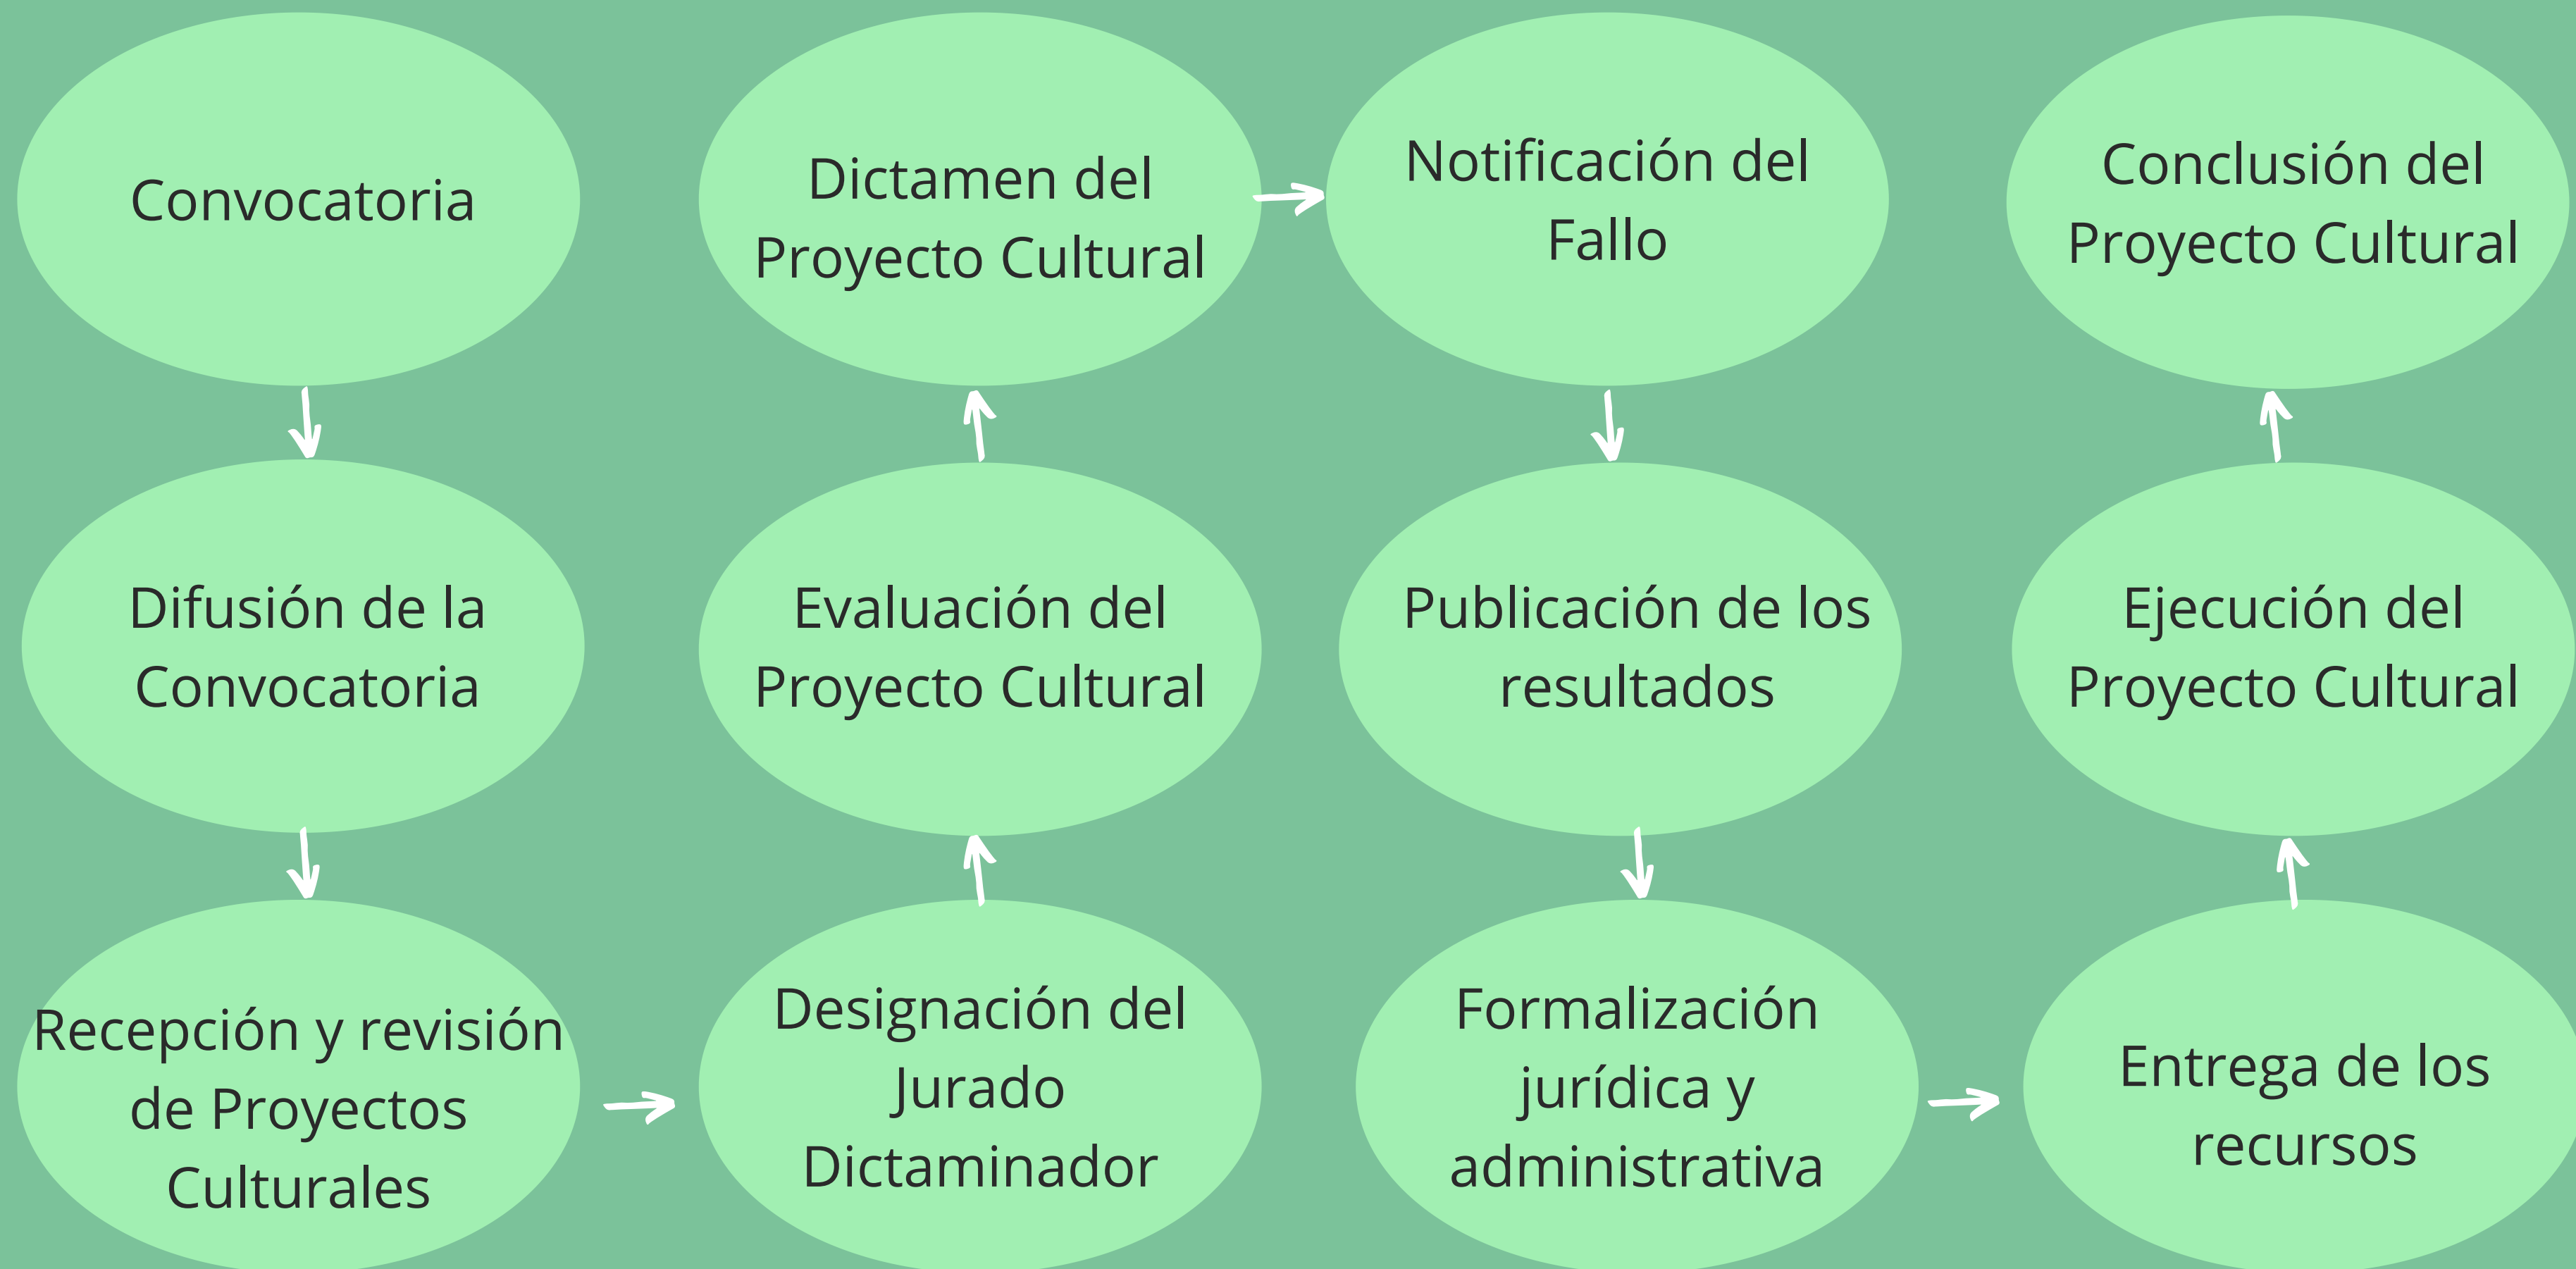 Convocatoria
Difusión de la
Convocatoria
Recepción y revisión
de Proyectos
Culturales
Designación del
Jurado
Dictaminador
Evaluación del
Proyecto Cultural
Dictamen del
Proyecto Cultural
Notificación del
Fallo
Publicación de los
resultados
Formalización
jurídica y
administrativa
Entrega de los
recursos
Ejecución del
Proyecto Cultural
Conclusión del
Proyecto Cultural